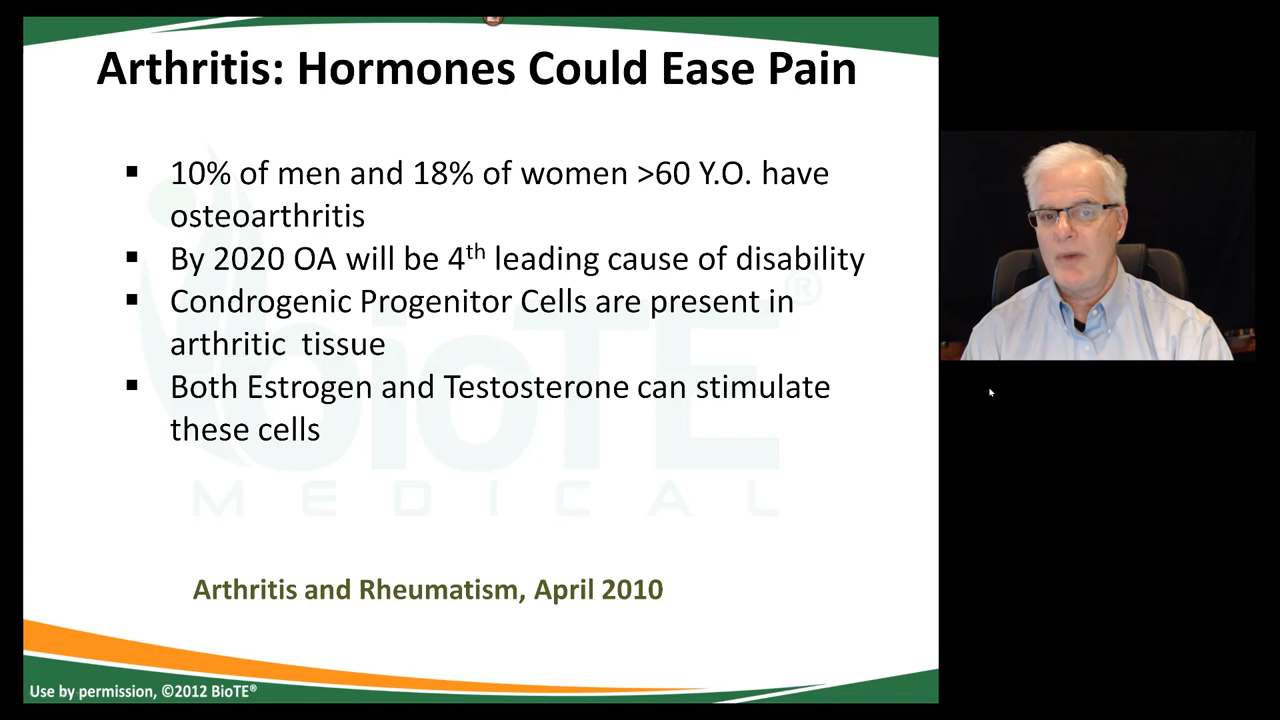 Arthritis: Hormones Could Ease Pain
10% of men and 18% of women >60 Y.O. have
osteoarthritis
By 2020 OA will be 4th leading cause of disability
Condrogenic Progenitor Cells are present in
arthritic tissue
Both Estrogen and Testosterone can stimulate
these cells
bioTE®
MEDICAL
Arthritis and Rheumatism, April 2010
Use by permission, ©2012 BioTE®